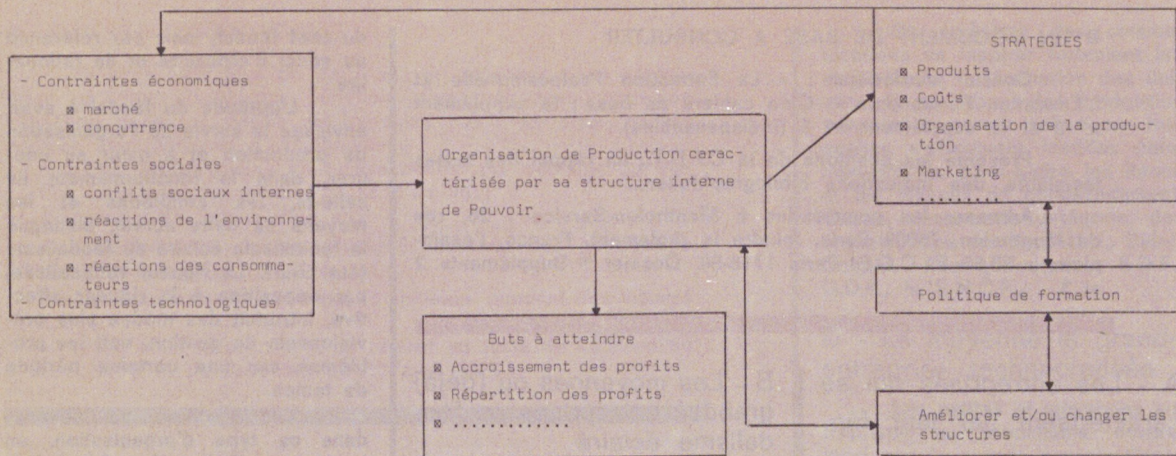 - Contraintes économiques
¤ marché
¤ concurrence
- Contraintes sociales
¤ conflits sociaux internes
¤ réactions de l'environne-
ment
¤ réactions des consomma-
teurs
- Contraintes technologiques
Organisation de Production carac-
térisée par sa structure interne
de Pouvoir.
Buts à atteindre
¤ Accroissement des profits
¤ Répartition des profits
¤ .............
STRATEGIES
¤ Produits
¤ Coûts
¤ Organisation de la produc-
tion
¤ Marketing
.........
Politique de formation
Améliorer et/ou changer les
structures